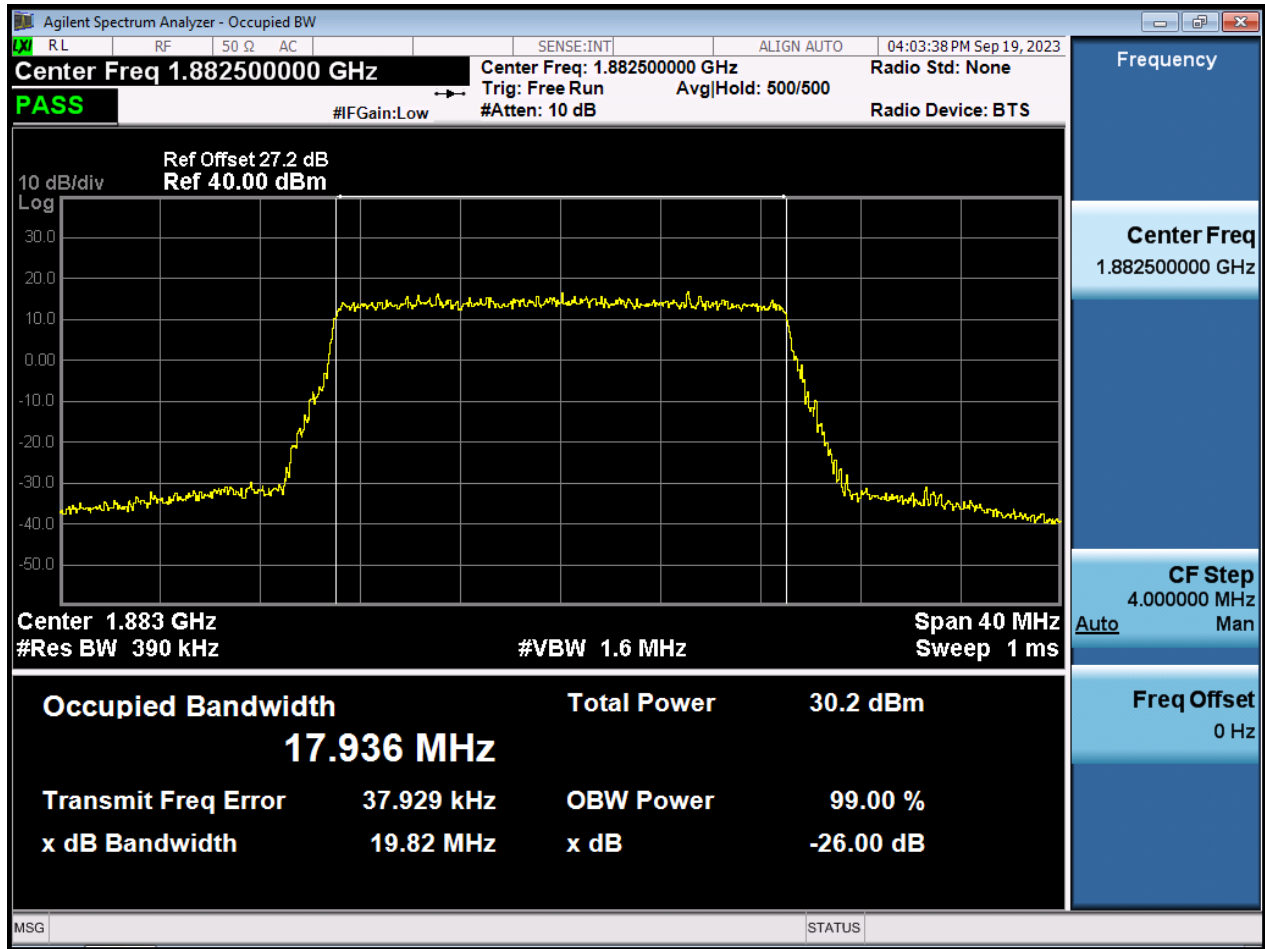 Agilent Spectrum Analyzer - Occupied BW
LXI RL RF 50 Ω AC SENSE:INT ALIGN AUTO 04:03:38 PM Sep 19, 2023
Center Freq 1.882500000 GHz
Center Freq: 1.882500000 GHz Radio Std: None
Trig: Free Run Avg|Hold: 500/500
PASS
#IFGain:Low #Atten: 10 dB Radio Device: BTS
Ref Offset 27.2 dB
10 dB/div Ref 40.00 dBm
Log
30.0
20.0
10.0
0.00
-10.0
-20.0
-30.0
-40.0
-50.0
Center 1.883 GHz Span 40 MHz
#Res BW 390 kHz #VBW 1.6 MHz Sweep 1 ms
Occupied Bandwidth Total Power 30.2 dBm
17.936 MHz
Transmit Freq Error 37.929 kHz OBW Power 99.00 %
x dB Bandwidth 19.82 MHz x dB -26.00 dB
MSG STATUS
Frequency
Center Freq
1.882500000 GHz
CF Step
4.000000 MHz
Auto Man
Freq Offset
0 Hz